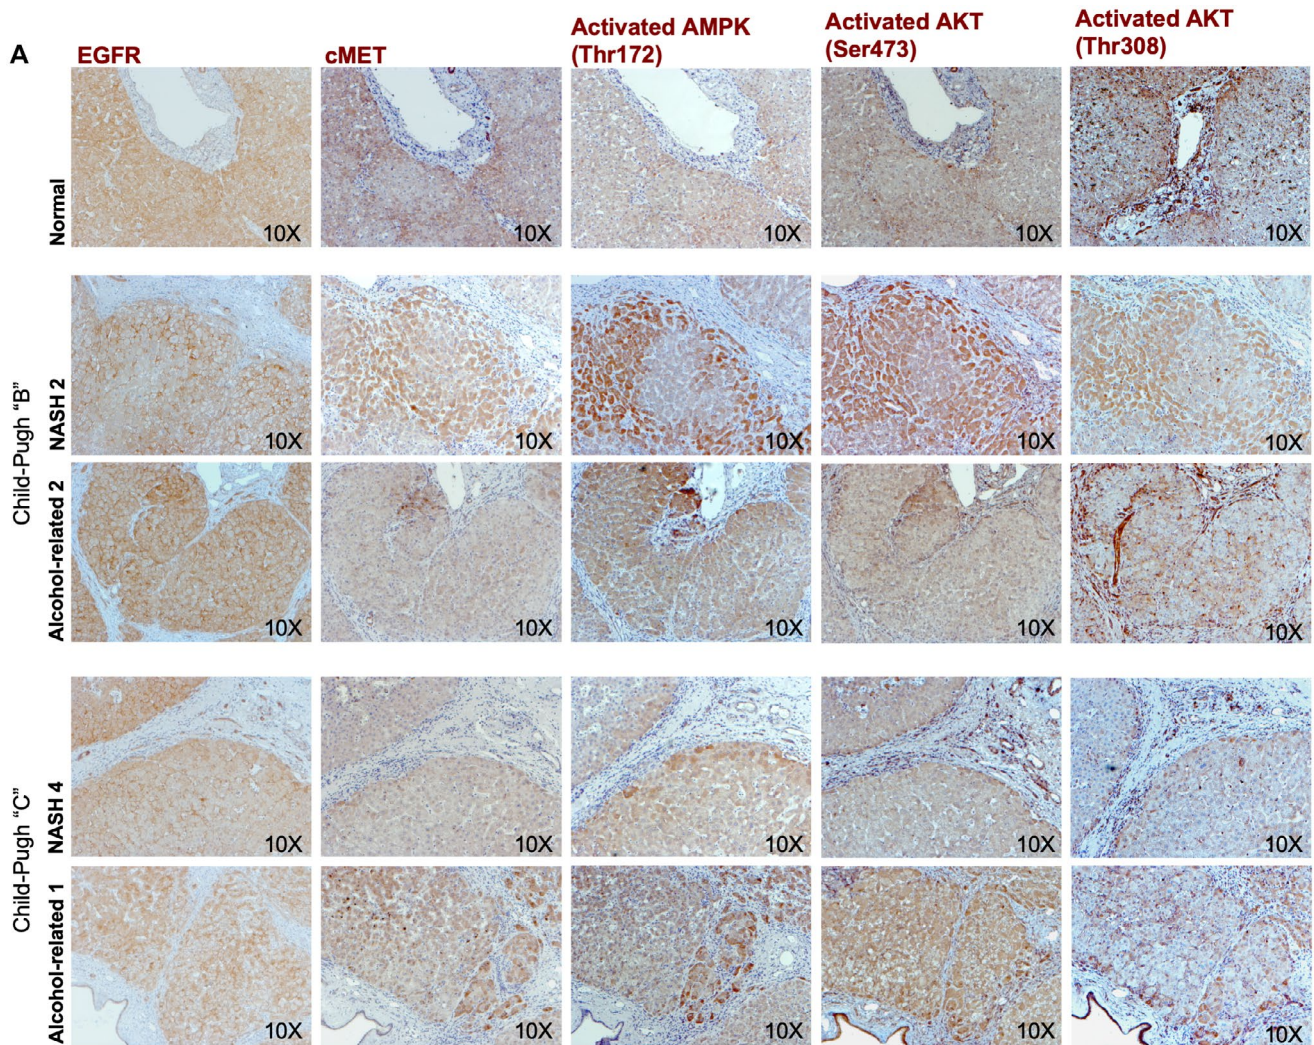 A
EGFR
cMET
Activated AMPK
(Thr172)
Activated AKT
(Ser473)
Activated AKT
(Thr308)
Normal
10X
10X
10X
10X
10X
Child-Pugh “B”
NASH 2
10X
10X
10X
10X
10X
Alcohol-related 2
10X
10X
10X
10X
10X
Child-Pugh “C”
NASH 4
10X
10X
10X
10X
10X
Alcohol-related 1
10X
10X
10X
10X
10X